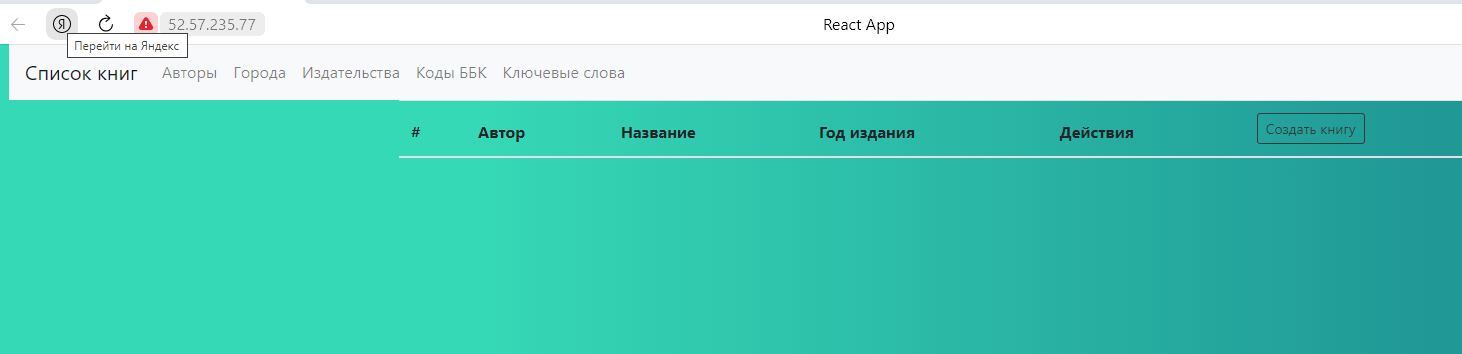 Я 52.57.235.77 React App
Перейти на Яндекс
Список книг Авторы Города Издательства Коды ББК Ключевые слова
# Автор Название Год издания Действия Создать книгу